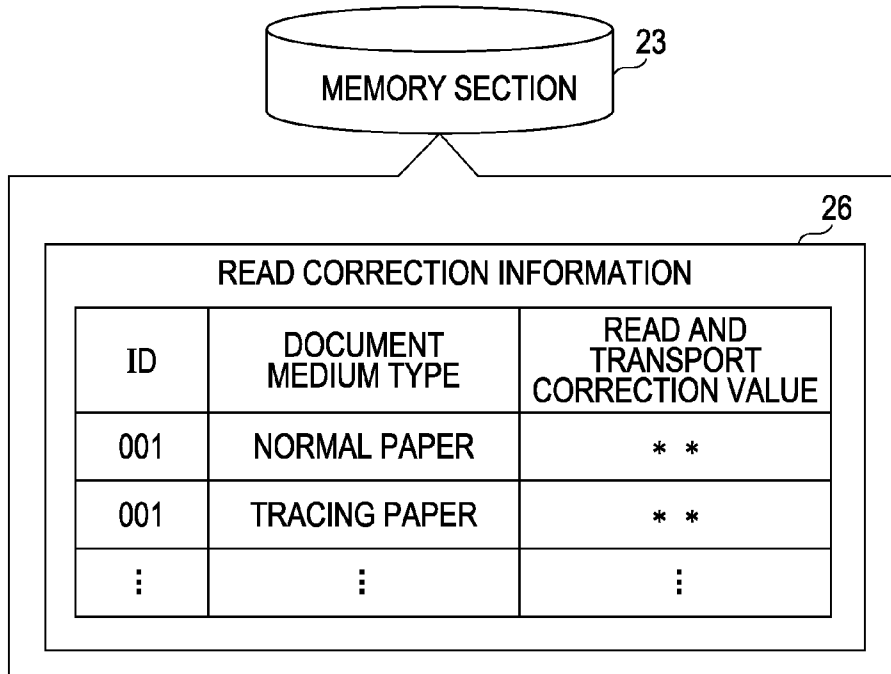 23
MEMORY SECTION
26
READ CORRECTION INFORMATION
ID
DOCUMENT
MEDIUM TYPE
READ AND
TRANSPORT
CORRECTION VALUE
001
NORMAL PAPER
* *
001
TRACING PAPER
* *
⋮
⋮
⋮